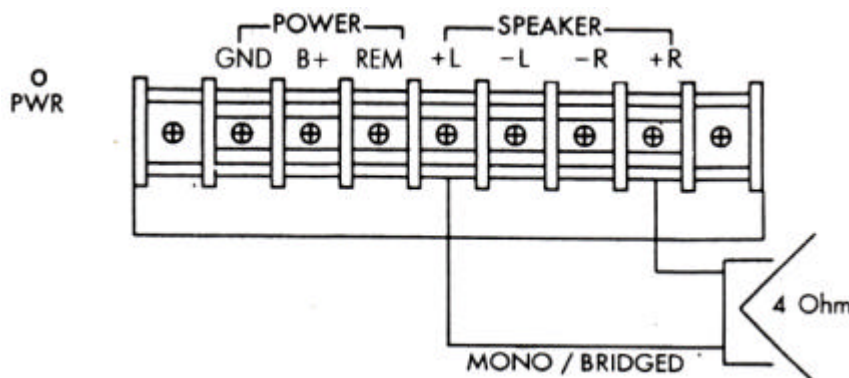 POWER SPEAKER
GND B+ REM +L -L -R +R
O
PWR
4 Ohm
MONO / BRIDGED